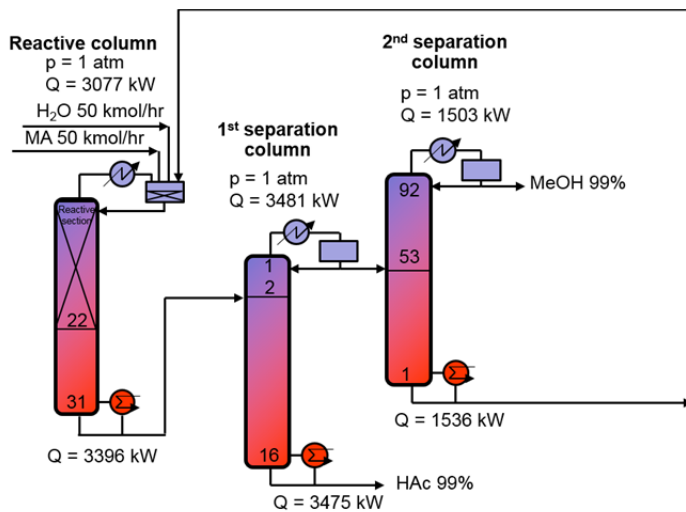 Reactive column
p = 1 atm
Q = 3077 kW
H₂O 50 kmol/hr
MA 50 kmol/hr
Reactive
section
22
31
Q = 3396 kW
1st separation
column
p = 1 atm
Q = 3481 kW
1
2
16
HAc 99%
Q = 3475 kW
2nd separation
column
p = 1 atm
Q = 1503 kW
92
MeOH 99%
53
1
Q = 1536 kW